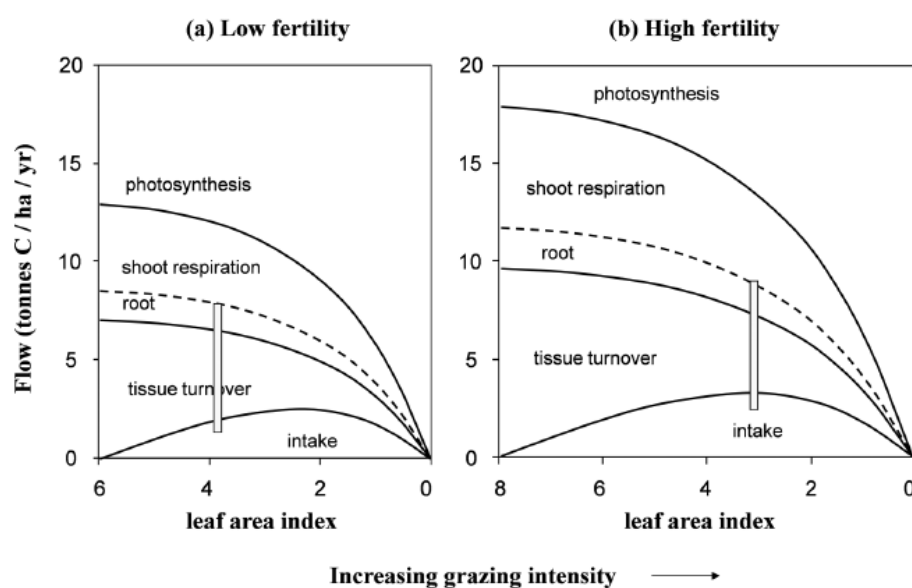 (a) Low fertility
(b) High fertility
Flow (tonnes C / ha / yr)
20
15
10
5
0
photosynthesis
shoot respiration
root
tissue turnover
intake
6
4
2
0
leaf area index
20
15
10
5
0
photosynthesis
shoot respiration
root
tissue turnover
intake
8
6
4
2
0
leaf area index
Increasing grazing intensity